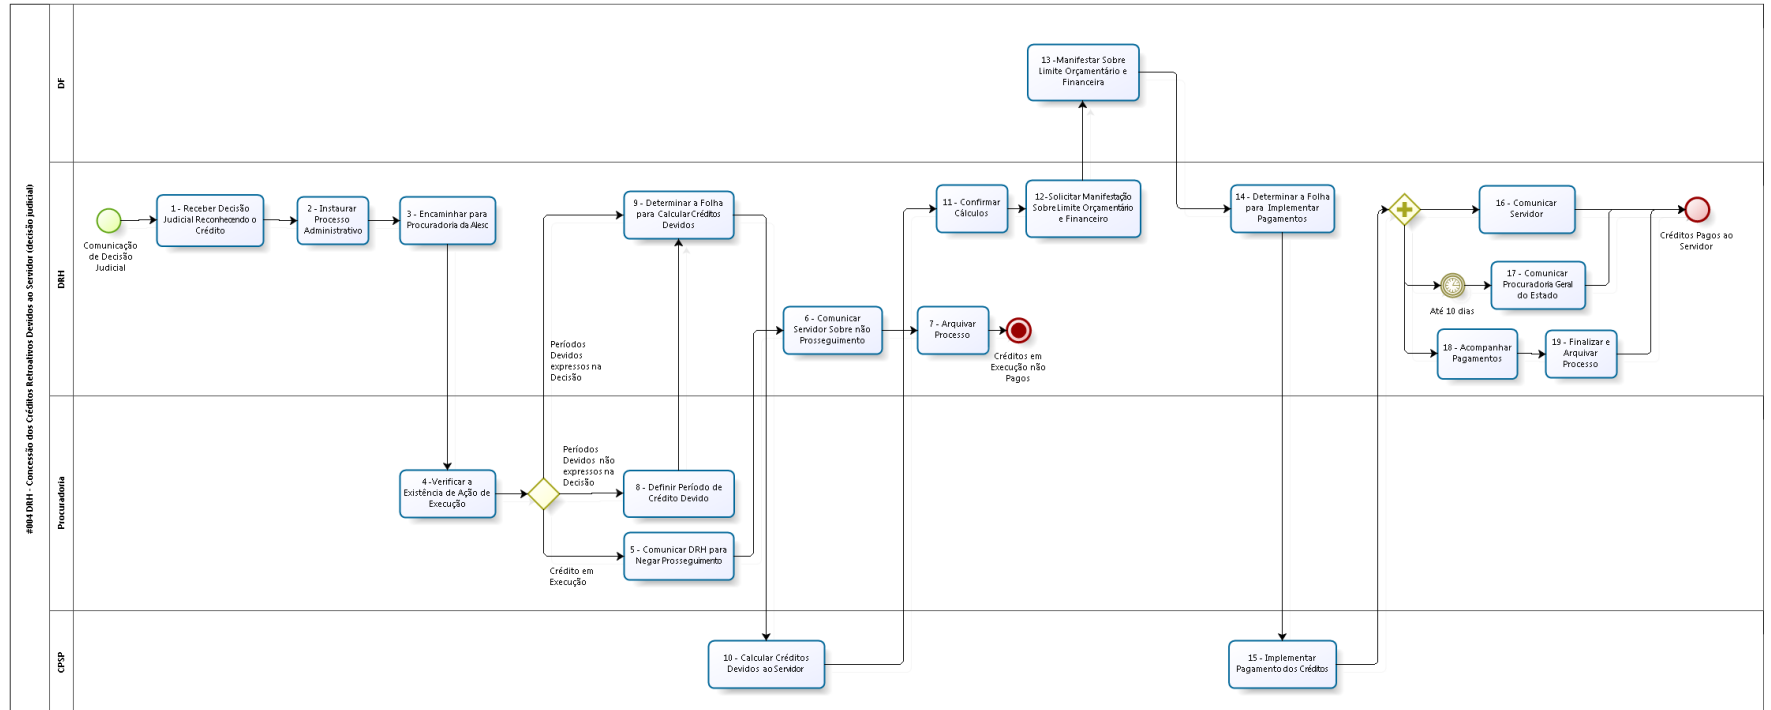 #004 DRH - Concessão dos Créditos Retroativos Devidos ao Servidor (decisão judicial)
DF
13 -Manifestar Sobre
Limite Orçamentário e
Financeira
DRH
Comunicação
de Decisão
Judicial
1 - Receber Decisão
Judicial Reconhecendo o
Crédito
2 - Instaurar
Processo
Administrativo
3 - Encaminhar para
Procuradoria da Alesc
9 - Determinar a Folha
para Calcular Créditos
Devidos
11 - Confirmar
Cálculos
12-Solicitar Manifestação
Sobre Limite Orçamentário
e Financeiro
14 - Determinar a Folha
para Implementar
Pagamentos
16 - Comunicar
Servidor
Créditos Pagos ao
Servidor
Até 10 dias
17 - Comunicar
Procuradoria Geral
do Estado
18 - Acompanhar
Pagamentos
19 - Finalizar e
Arquivar
Processo
6 - Comunicar
Servidor Sobre não
Prosseguimento
7 - Arquivar
Processo
Créditos em
Execução não
Pagos
Períodos
Devidos
expressos na
Decisão
Procuradoria
4 -Verificar a
Existência de Ação de
Execução
Períodos
Devidos não
expressos na
Decisão
8 - Definir Período de
Crédito Devido
5 - Comunicar DRH para
Negar Prosseguimento
Crédito em
Execução
CPSP
10 - Calcular Créditos
Devidos ao Servidor
15 - Implementar
Pagamento dos Créditos